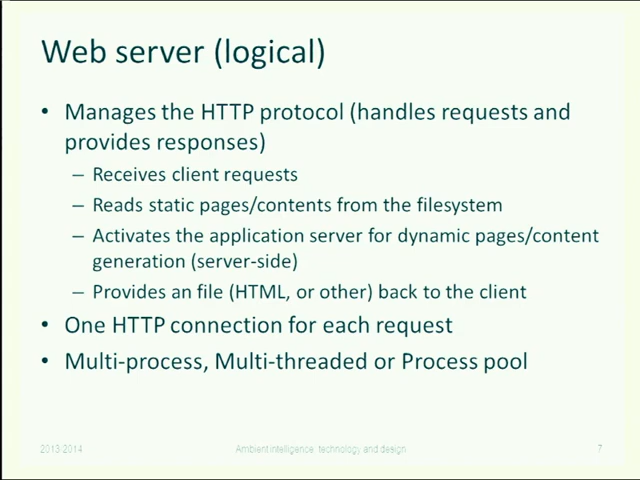 Web server (logical)
• Manages the HTTP protocol (handles requests and
provides responses)
– Receives client requests
– Reads static pages/contents from the filesystem
– Activates the application server for dynamic pages/content
generation (server-side)
– Provides an file (HTML, or other) back to the client
• One HTTP connection for each request
• Multi-process, Multi-threaded or Process pool
2013-2014 Ambient intelligence: technology and design 7